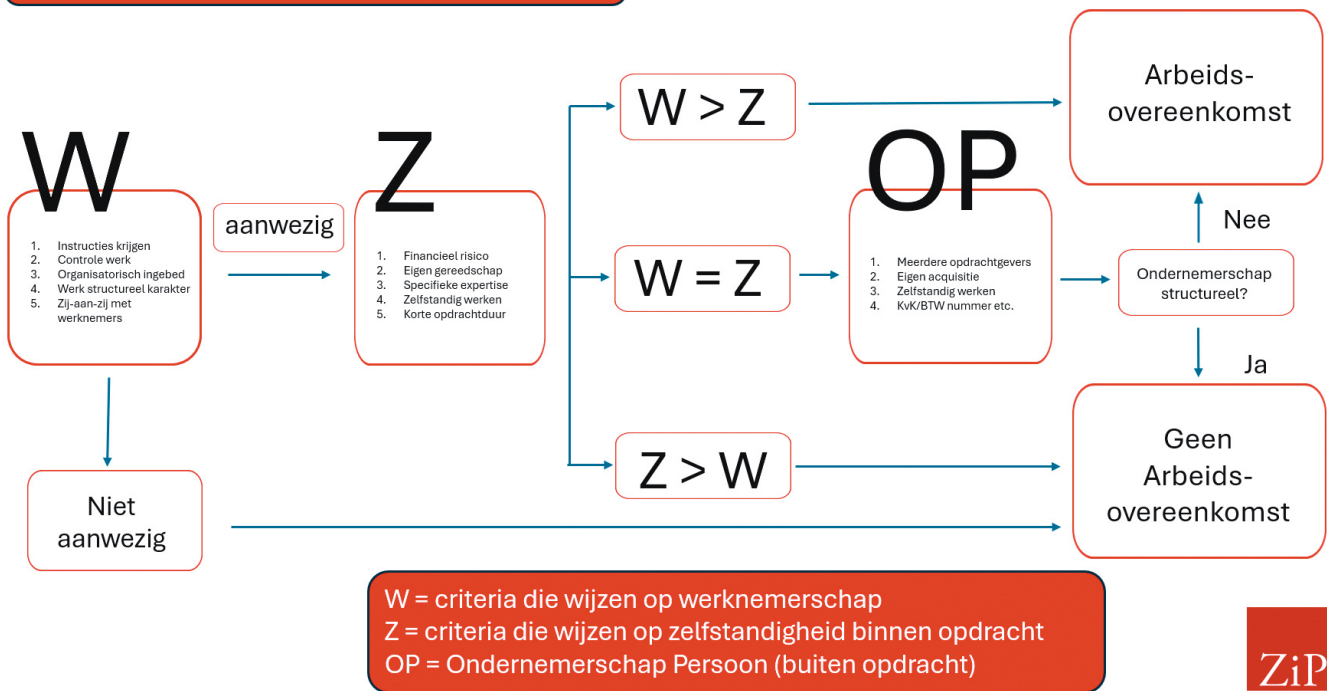 W
1. Instructies krijgen
2. Controle werk
3. Organisatorisch ingebed
4. Werk structureel karakter
5. Zij-aan-zij met
werknemers
aanwezig
Niet
aanwezig
Z
1. Financieel risico
2. Eigen gereedschap
3. Specifieke expertise
4. Zelfstandig werken
5. Korte opdrachtduur
W > Z
W = Z
Z > W
OP
1. Meerdere opdrachtgevers
2. Eigen acquisitie
3. Zelfstandig werken
4. KvK/BTW nummer etc.
Ondernemerschap
structureel?
Nee
Ja
Arbeids-
overeenkomst
Geen
Arbeids-
overeenkomst
W = criteria die wijzen op werknemerschap
Z = criteria die wijzen op zelfstandigheid binnen opdracht
OP = Ondernemerschap Persoon (buiten opdracht)
ZiP